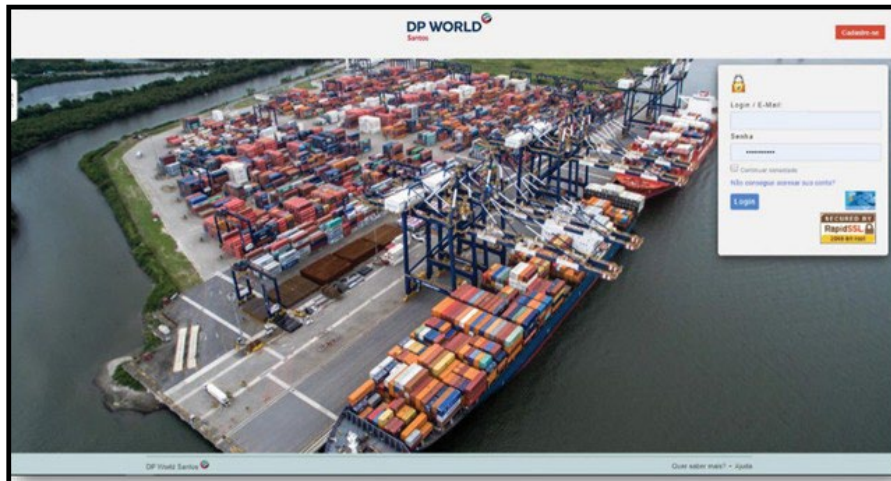 DP WORLD
Santos
Cadastre-se
Login / E-Mail
Senha
Continuar conectado
Não consegue acessar sua conta?
Login
SECURED BY
RapidSSL
DP World Santos
Quer saber mais? - Ajuda